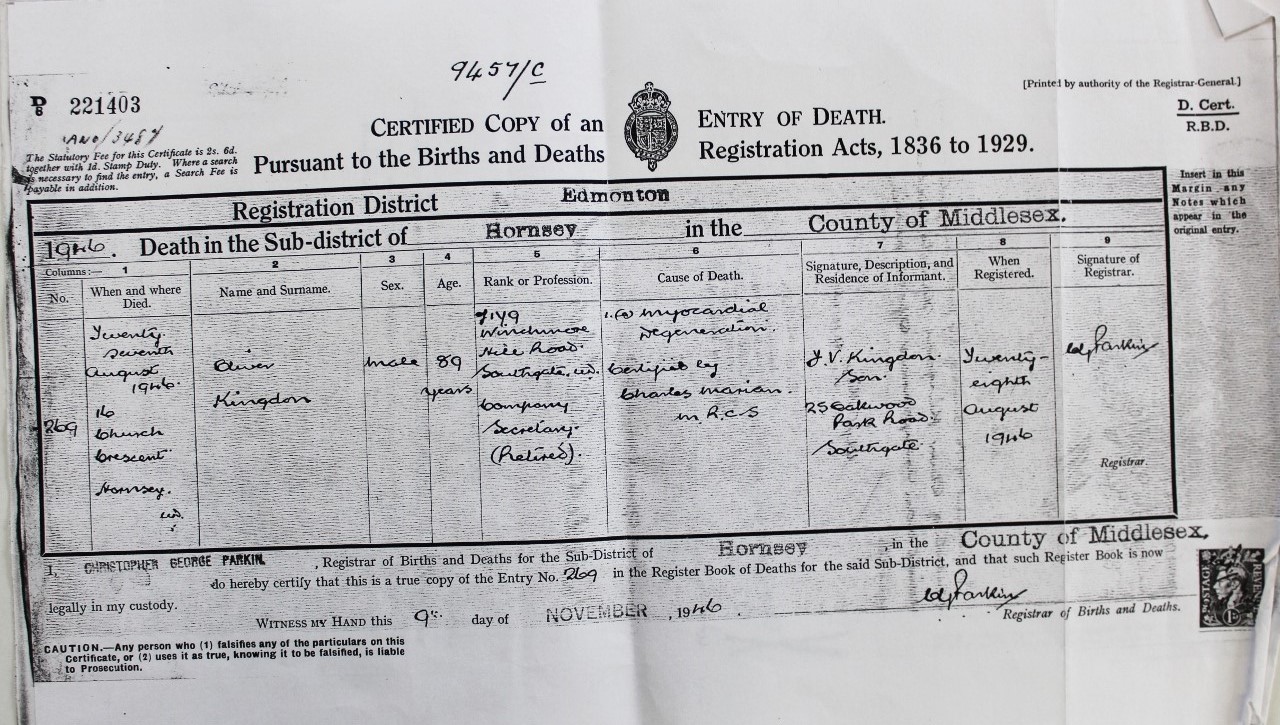 9457/C
[Printed by authority of the Registrar-General.]
D. Cert.
R.B.D.
D
B 221403
CERTIFIED COPY of an ENTRY OF DEATH.
Pursuant to the Births and Deaths Registration Acts, 1836 to 1929.
The Statutory Fee for this Certificate is 2s. 6d.
together with 1d. Stamp Duty. Where a search
is necessary to find the entry, a Search Fee is
payable in addition.
Insert in this
Margin any
Notes which
appear in the
original entry.
Registration District Edmonton
1946. Death in the Sub-district of Hornsey in the County of Middlesex.
Columns:— 1 2 3 4 5 6 7 8 9
No.
When and where
Died.
Name and Surname.
Sex.
Age.
Rank or Profession.
Cause of Death.
Signature, Description, and
Residence of Informant.
When
Registered.
Signature of
Registrar.
269
Twenty
Seventh
August
1946.
16
Church
Crescent
Hornsey.
U.D.
Oliver
Kingdon
Male
89
years
Winchmore
Hill Road.
Southgate, U.D.
Company
Secretary.
(Retired).
Myocardial
Degeneration.
Certified by
Charles Marian.
M.R.C.S
Kingdon.
Son.
25 Oakwood
Park Road.
Southgate
Twenty-
eighth
August
1946
C G Parkin
Registrar.
I, CHRISTOPHER GEORGE PARKIN, Registrar of Births and Deaths for the Sub-District of Hornsey, in the County of Middlesex,
do hereby certify that this is a true copy of the Entry No. 269 in the Register Book of Deaths for the said Sub-District, and that such Register Book is now
legally in my custody.
WITNESS MY HAND this 9th day of NOVEMBER, 1946.
C G Parkin
Registrar of Births and Deaths.
CAUTION.—Any person who (1) falsifies any of the particulars on this
Certificate, or (2) uses it as true, knowing it to be falsified, is liable
to Prosecution.
POSTAGE REVENUE